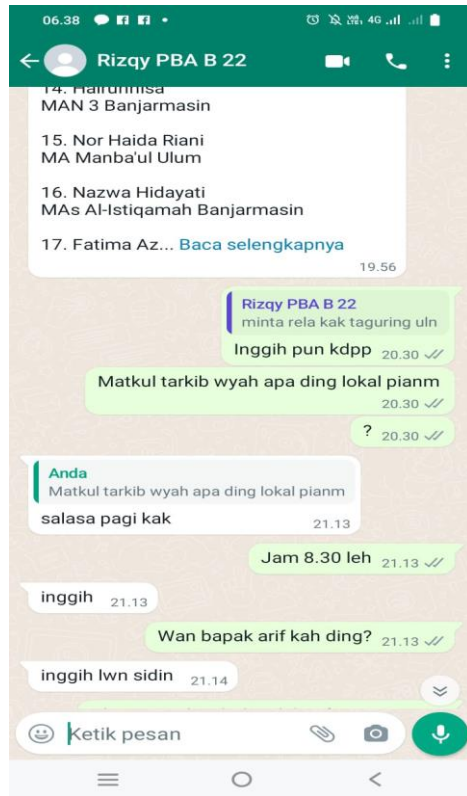 06.38
4G
Rizqy PBA B 22
14. Hairunnisa
MAN 3 Banjarmasin
15. Nor Haida Riani
MA Manba'ul Ulum
16. Nazwa Hidayati
MAs Al-Istiqamah Banjarmasin
17. Fatima Az... Baca selengkapnya
19.56
Rizqy PBA B 22
minta rela kak taguring uln
Inggih pun kdpp 20.30
Matkul tarkib wyah apa ding lokal pianm
20.30
? 20.30
Anda
Matkul tarkib wyah apa ding lokal pianm
salasa pagi kak
21.13
Jam 8.30 leh 21.13
inggih 21.13
Wan bapak arif kah ding? 21.13
inggih lwn sidin 21.14
Ketik pesan